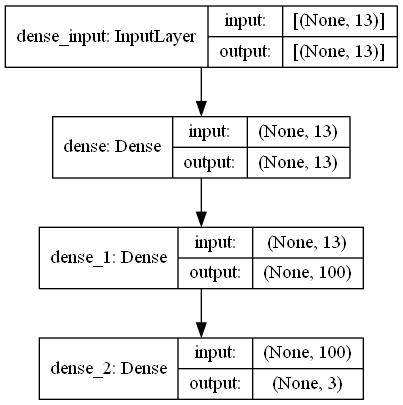 dense_input: InputLayer
input: [(None, 13)]
output: [(None, 13)]
dense: Dense
input: (None, 13)
output: (None, 13)
dense_1: Dense
input: (None, 13)
output: (None, 100)
dense_2: Dense
input: (None, 100)
output: (None, 3)